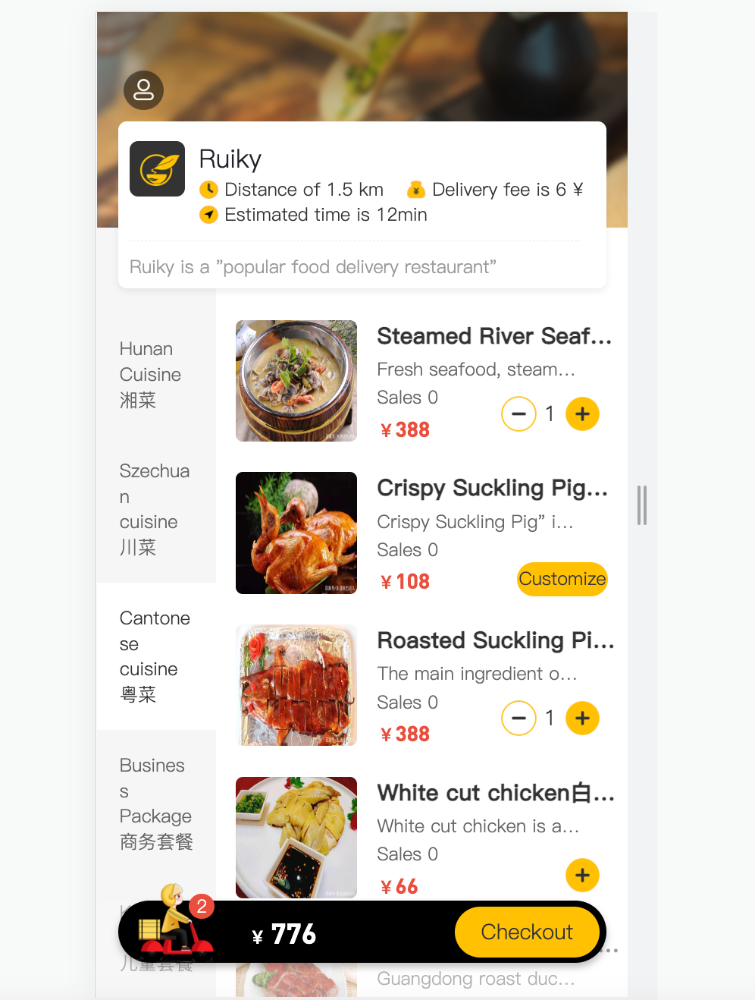 Ruiky
Distance of 1.5 km
Delivery fee is 6 ¥
Estimated time is 12min
Ruiky is a ”popular food delivery restaurant”
Hunan
Cuisine
湘菜
Szechua
n
cuisine
川菜
Cantone
se
cuisine
粤菜
Busines
s
Package
商务套餐
儿童套餐
Steamed River Seaf...
Fresh seafood, steam...
Sales 0
¥388
1
Crispy Suckling Pig...
Crispy Suckling Pig” i...
Sales 0
¥108
Customize
Roasted Suckling Pi...
The main ingredient o...
Sales 0
¥388
1
White cut chicken白...
White cut chicken is a...
Sales 0
¥66
2
¥ 776
Checkout
Guangdong roast duc...